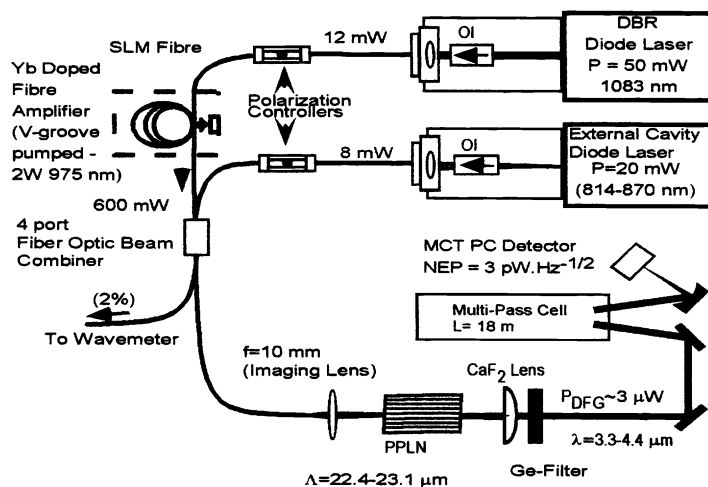 SLM Fibre
12 mW
OI
DBR
Diode Laser
P = 50 mW
1083 nm
Yb Doped
Fibre
Amplifier
(V-groove
pumped -
2W 975 nm)
Polarization
Controllers
8 mW
OI
External Cavity
Diode Laser
P=20 mW
(814-870 nm)
600 mW
4 port
Fiber Optic Beam
Combiner
MCT PC Detector
NEP = 3 pW.Hz-1/2
(2%)
To Wavemeter
Multi-Pass Cell
L= 18 m
f=10 mm
(Imaging Lens)
CaF2 Lens
PDFG~3 μW
PPLN
λ=3.3-4.4 μm
Ge-Filter
Λ=22.4-23.1 μm